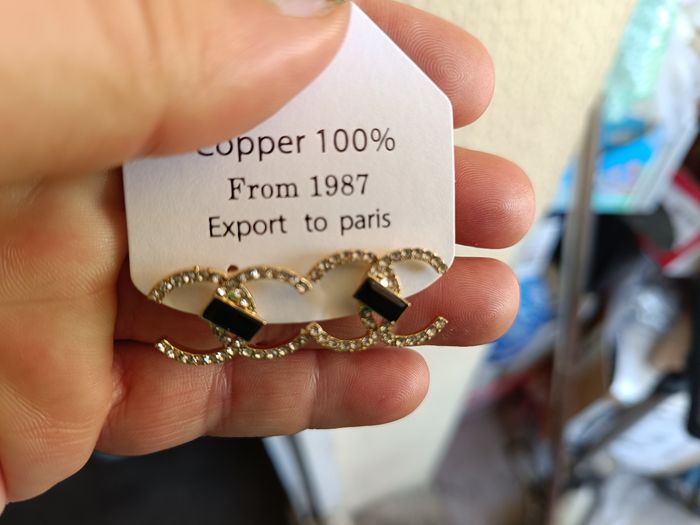 Copper 100%
From 1987
Export to paris